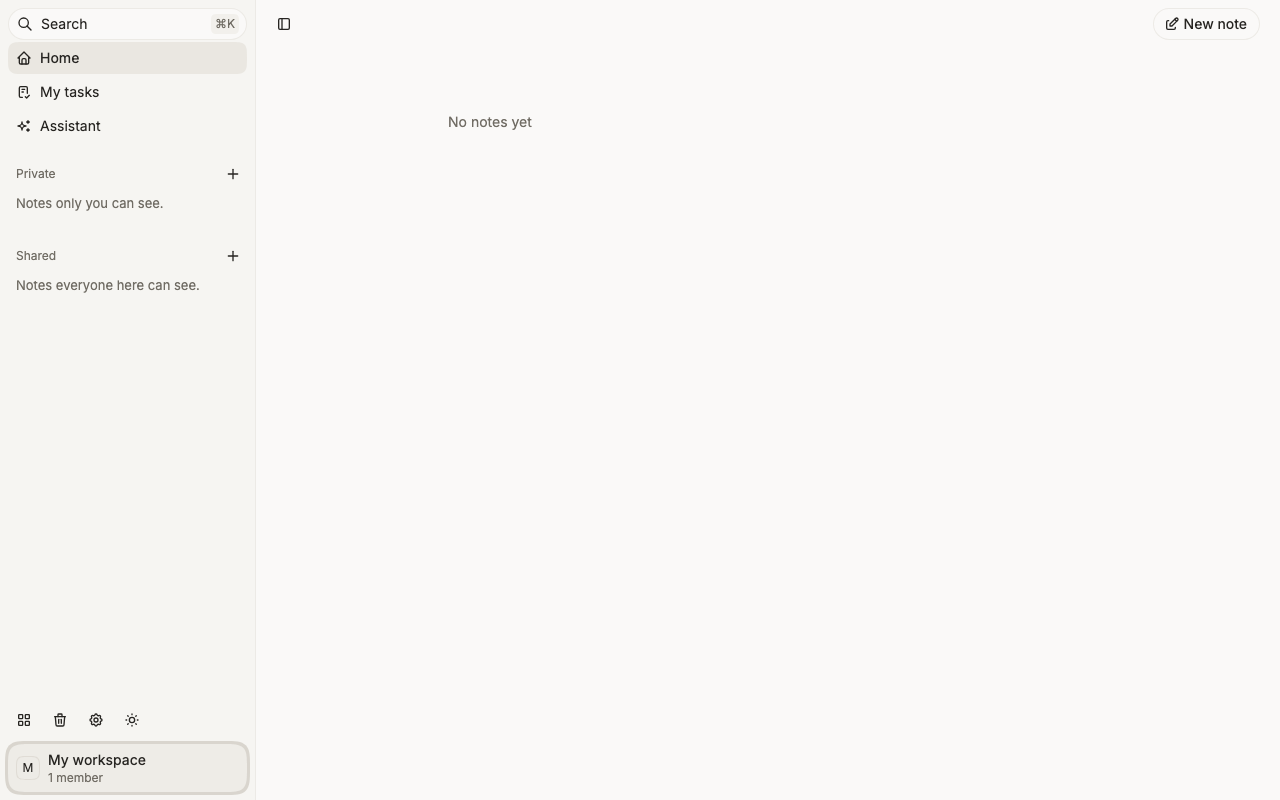 Search ⌘K
New note
Home
My tasks
Assistant
No notes yet
Private
Notes only you can see.
Shared
Notes everyone here can see.
M
My workspace
1 member